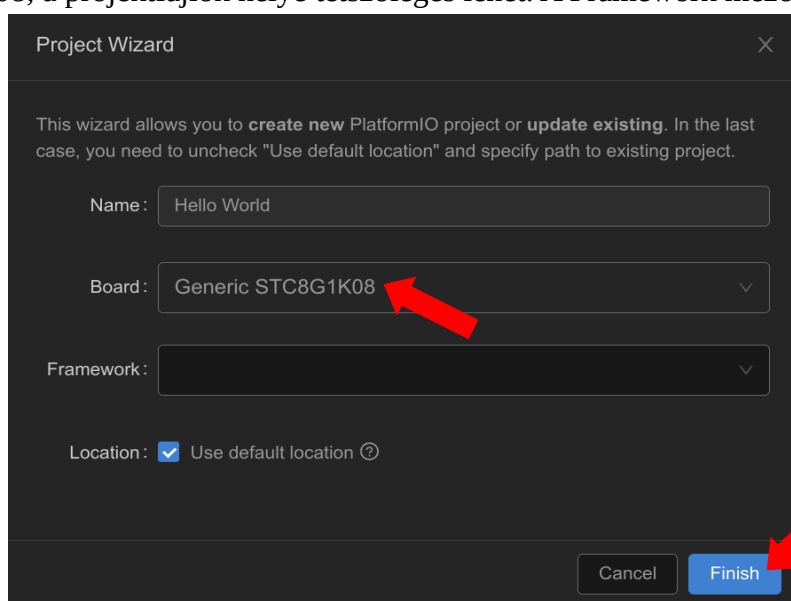 Project Wizard
This wizard allows you to create new PlatformIO project or update existing. In the last
case, you need to uncheck "Use default location" and specify path to existing project.
Name:
Hello World
Board:
Generic STC8G1K08
Framework:
Location:
Use default location
Cancel
Finish